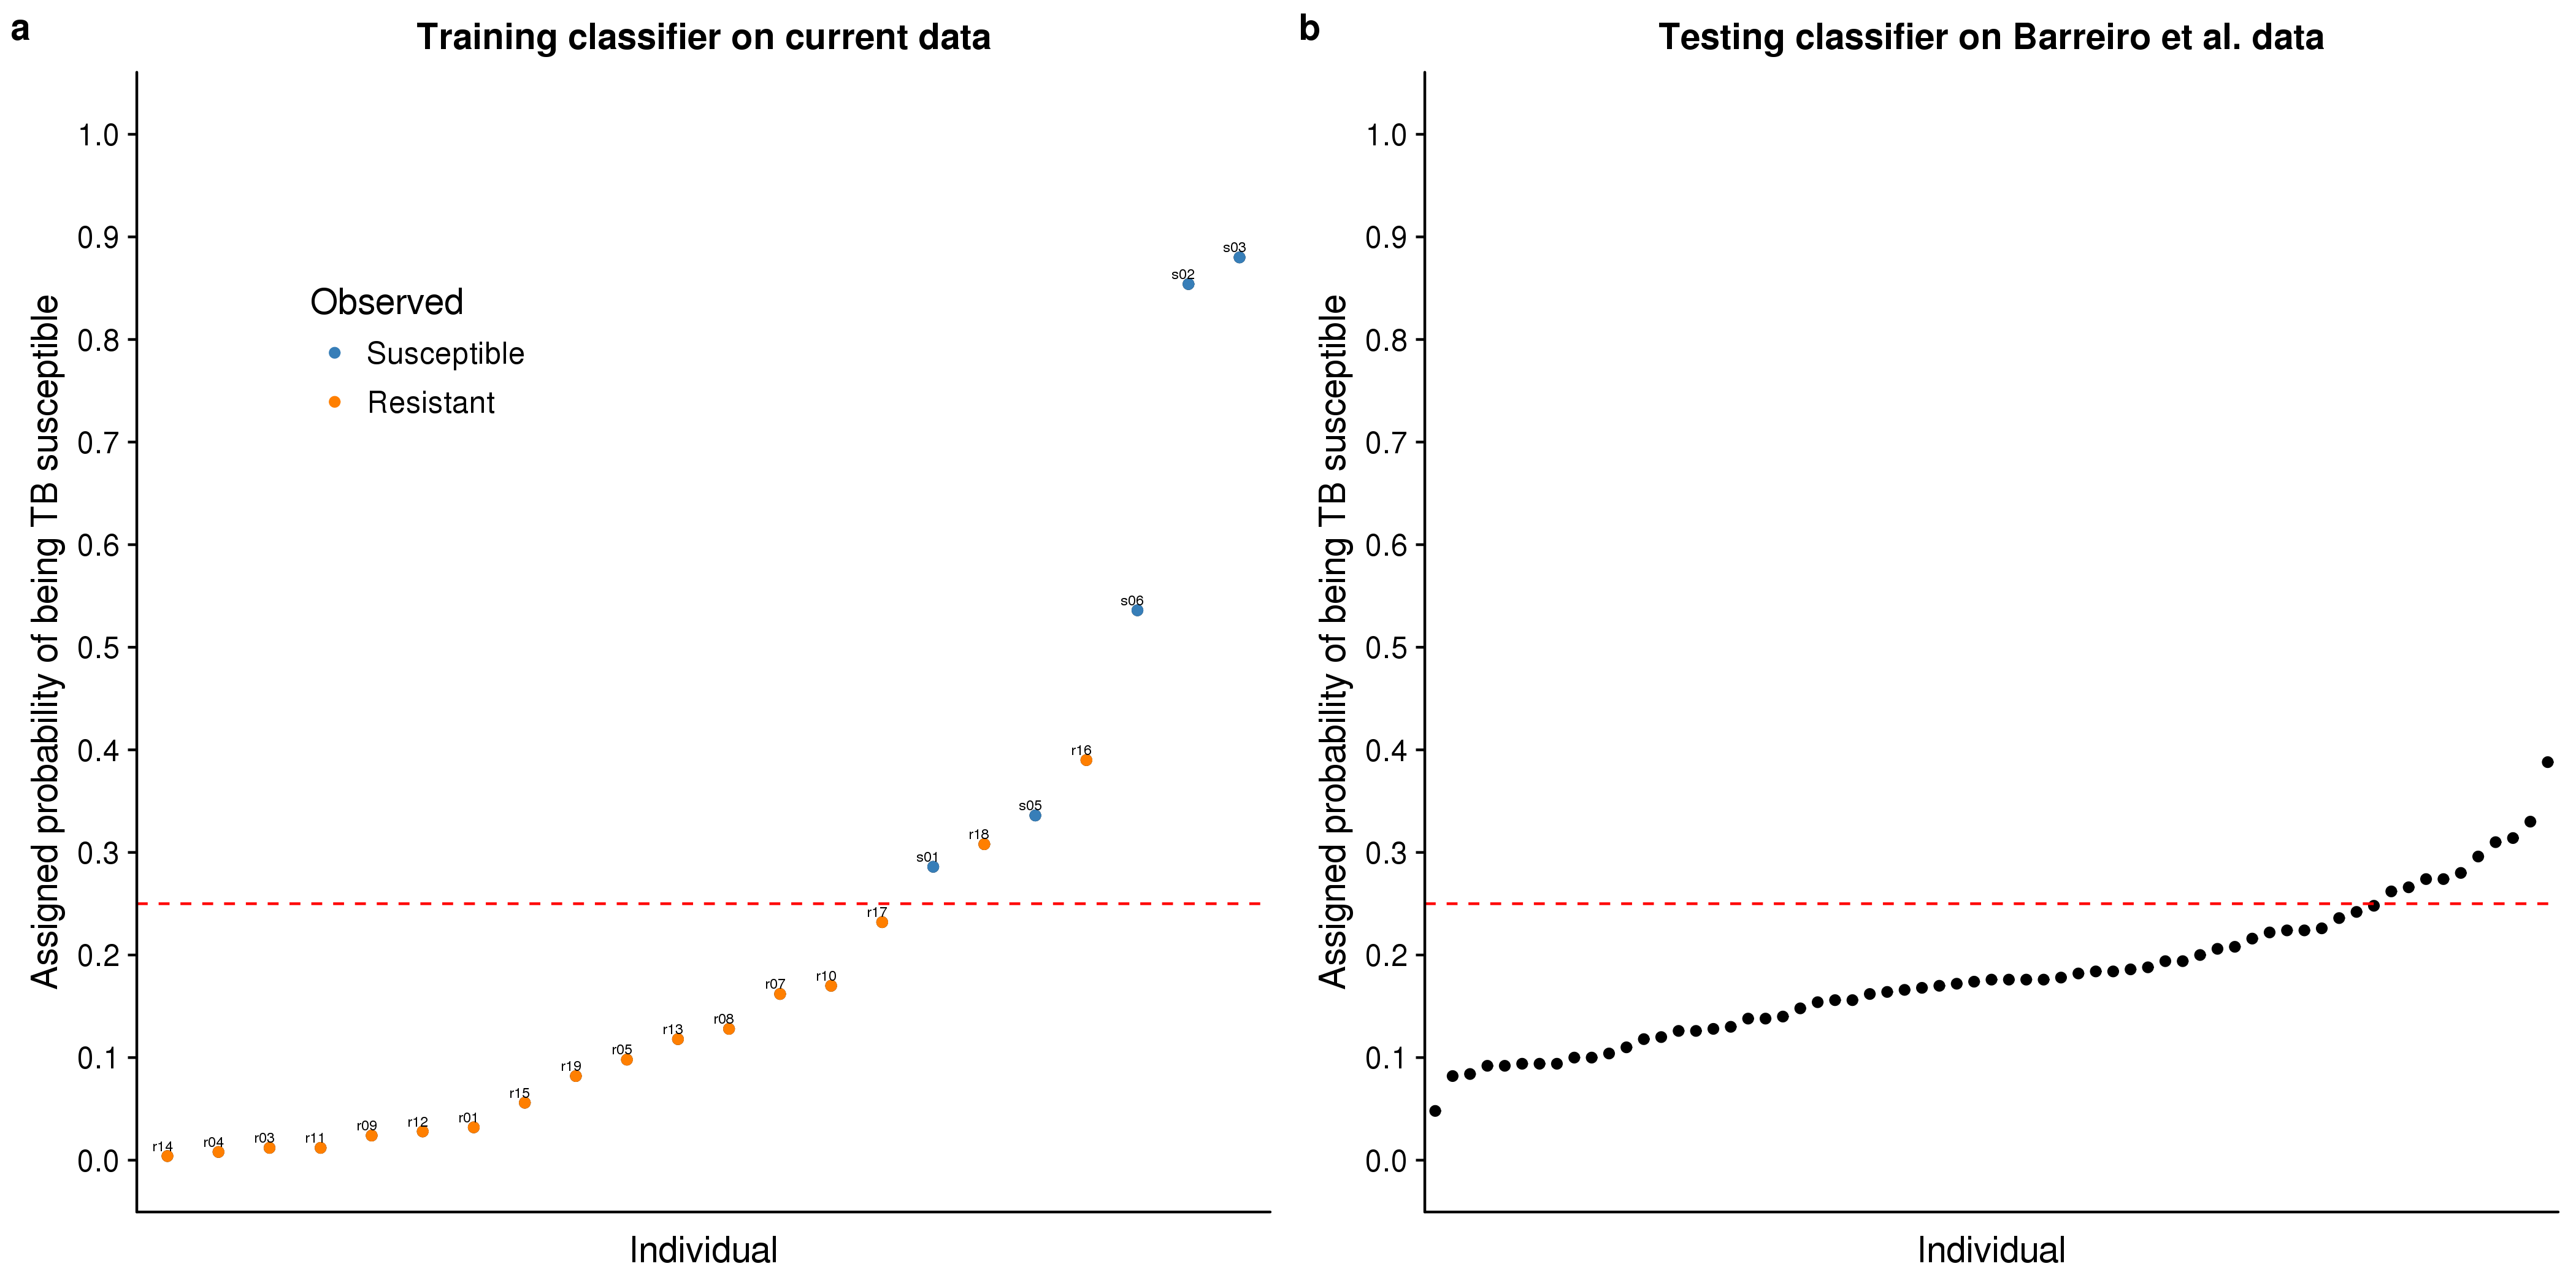 a
Training classifier on current data
Assigned probability of being TB susceptible
1.0
0.9
0.8
0.7
0.6
0.5
0.4
0.3
0.2
0.1
0.0
Observed
Susceptible
Resistant
s03
s02
s06
r16
s05
r18
s01
r17
r10
r07
r08
r13
r05
r19
r15
r01
r12
r09
r11
r03
r04
r14
Individual
b
Testing classifier on Barreiro et al. data
Assigned probability of being TB susceptible
1.0
0.9
0.8
0.7
0.6
0.5
0.4
0.3
0.2
0.1
0.0
Individual